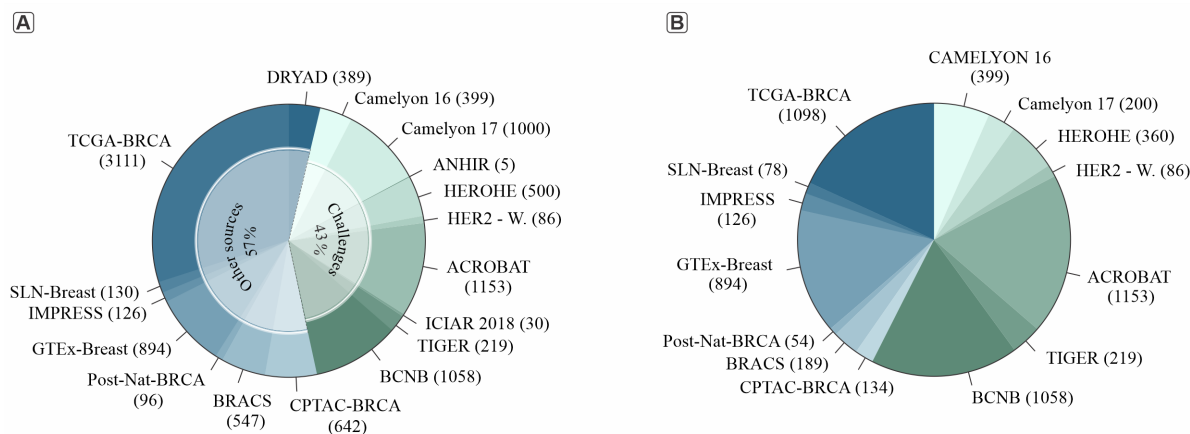 A
DRYAD (389)
Camelyon 16 (399)
Camelyon 17 (1000)
ANHIR (5)
HEROHE (500)
HER2 - W. (86)
ACROBAT
(1153)
ICIAR 2018 (30)
TIGER (219)
BCNB (1058)
CPTAC-BRCA
(642)
BRACS
(547)
Post-Nat-BRCA
(96)
GTEx-Breast (894)
IMPRESS (126)
SLN-Breast (130)
TCGA-BRCA
(3111)
Other sources
57%
Challenges
43%
B
CAMELYON 16
(399)
Camelyon 17 (200)
HEROHE (360)
HER2 - W. (86)
ACROBAT
(1153)
TIGER (219)
BCNB (1058)
CPTAC-BRCA (134)
BRACS (189)
Post-Nat-BRCA (54)
GTEx-Breast
(894)
IMPRESS
(126)
SLN-Breast (78)
TCGA-BRCA
(1098)